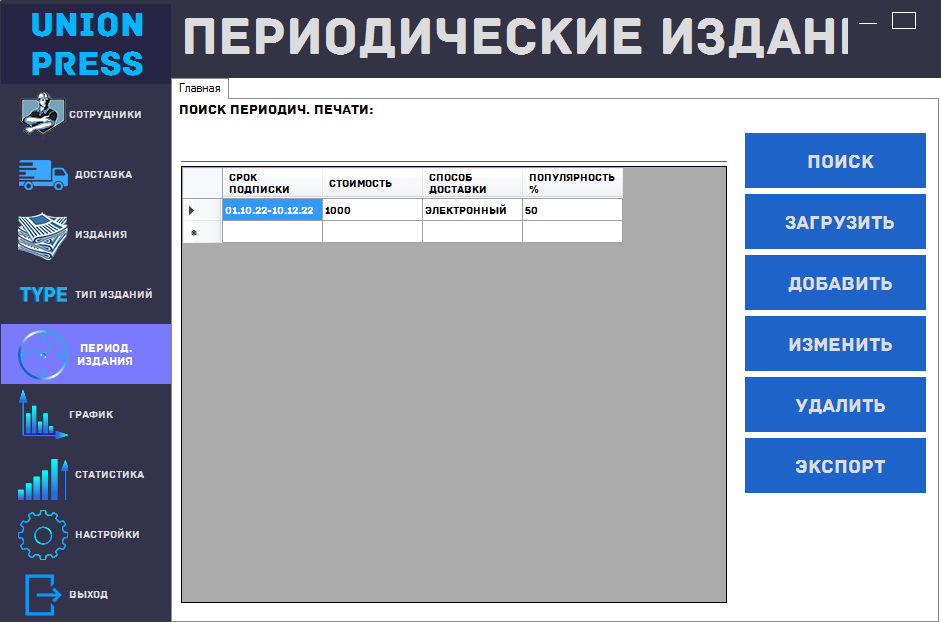 UNION
PRESS
ПЕРИОДИЧЕСКИЕ ИЗДАН
Главная
ПОИСК ПЕРИОДИЧ. ПЕЧАТИ:
СОТРУДНИКИ
ДОСТАВКА
ИЗДАНИЯ
TYPE ТИП ИЗДАНИЙ
ПЕРИОД.
ИЗДАНИЯ
ГРАФИК
СТАТИСТИКА
НАСТРОЙКИ
ВЫХОД
СРОК
ПОДПИСКИ
СТОИМОСТЬ
СПОСОБ
ДОСТАВКИ
ПОПУЛЯРНОСТЬ
%
01.10.22-10.12.22 1000 ЭЛЕКТРОННЫЙ 50
ПОИСК
ЗАГРУЗИТЬ
ДОБАВИТЬ
ИЗМЕНИТЬ
УДАЛИТЬ
ЭКСПОРТ